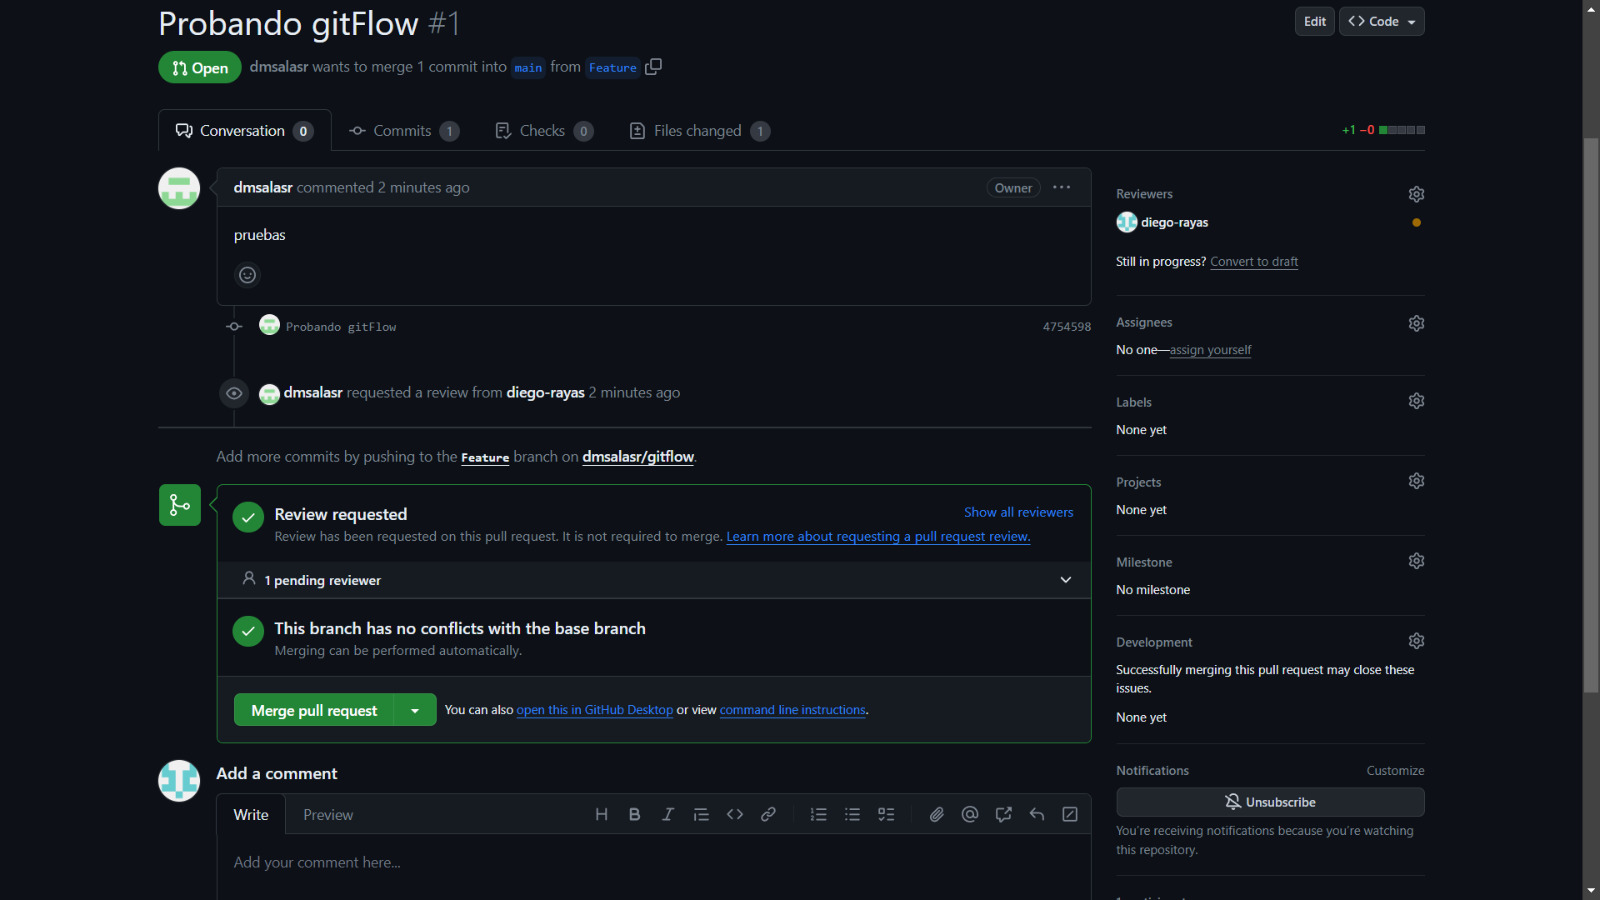 Probando gitFlow #1
Edit
Code
Open
dmsalasr wants to merge 1 commit into main from Feature
Conversation 0
Commits 1
Checks 0
Files changed 1
+1 −0
dmsalasr commented 2 minutes ago
Owner
pruebas
Probando gitFlow
4754598
dmsalasr requested a review from diego-rayas 2 minutes ago
Add more commits by pushing to the Feature branch on dmsalasr/gitflow.
Review requested
Show all reviewers
Review has been requested on this pull request. It is not required to merge. Learn more about requesting a pull request review.
1 pending reviewer
This branch has no conflicts with the base branch
Merging can be performed automatically.
Merge pull request
You can also open this in GitHub Desktop or view command line instructions.
Add a comment
Write
Preview
Add your comment here...
Reviewers
diego-rayas
Still in progress? Convert to draft
Assignees
No one—assign yourself
Labels
None yet
Projects
None yet
Milestone
No milestone
Development
Successfully merging this pull request may close these
issues.
None yet
Notifications
Customize
Unsubscribe
You're receiving notifications because you're watching
this repository.